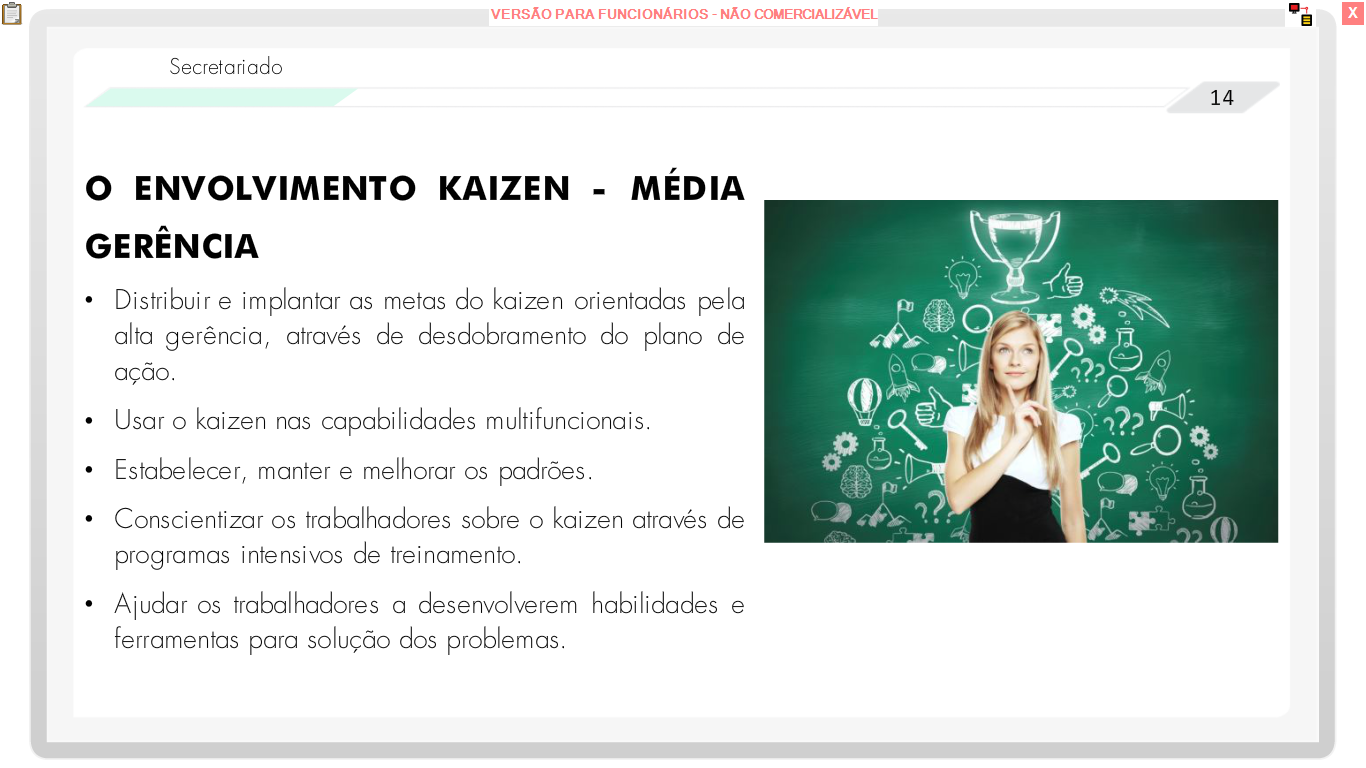 VERSÃO PARA FUNCIONÁRIOS - NÃO COMERCIALIZÁVEL
X
Secretariado
14
O ENVOLVIMENTO KAIZEN - MÉDIA
GERÊNCIA
• Distribuir e implantar as metas do kaizen orientadas pela
alta gerência, através de desdobramento do plano de
ação.
• Usar o kaizen nas capabilidades multifuncionais.
• Estabelecer, manter e melhorar os padrões.
• Conscientizar os trabalhadores sobre o kaizen através de
programas intensivos de treinamento.
• Ajudar os trabalhadores a desenvolverem habilidades e
ferramentas para solução dos problemas.
???
???
???
???